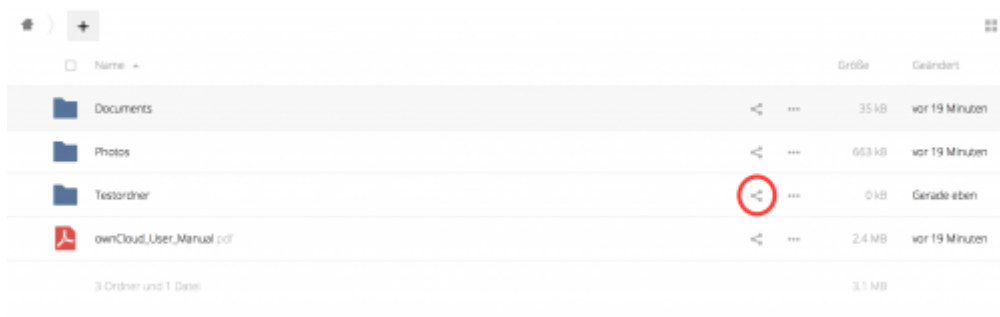 Name Größe Geändert
Documents 35 kB vor 19 Minuten
Photos 663 kB vor 19 Minuten
Testordner 0 kB Gerade eben
ownCloud_User_Manual.pdf 2.4 MB vor 19 Minuten
3 Ordner und 1 Datei 3.1 MB